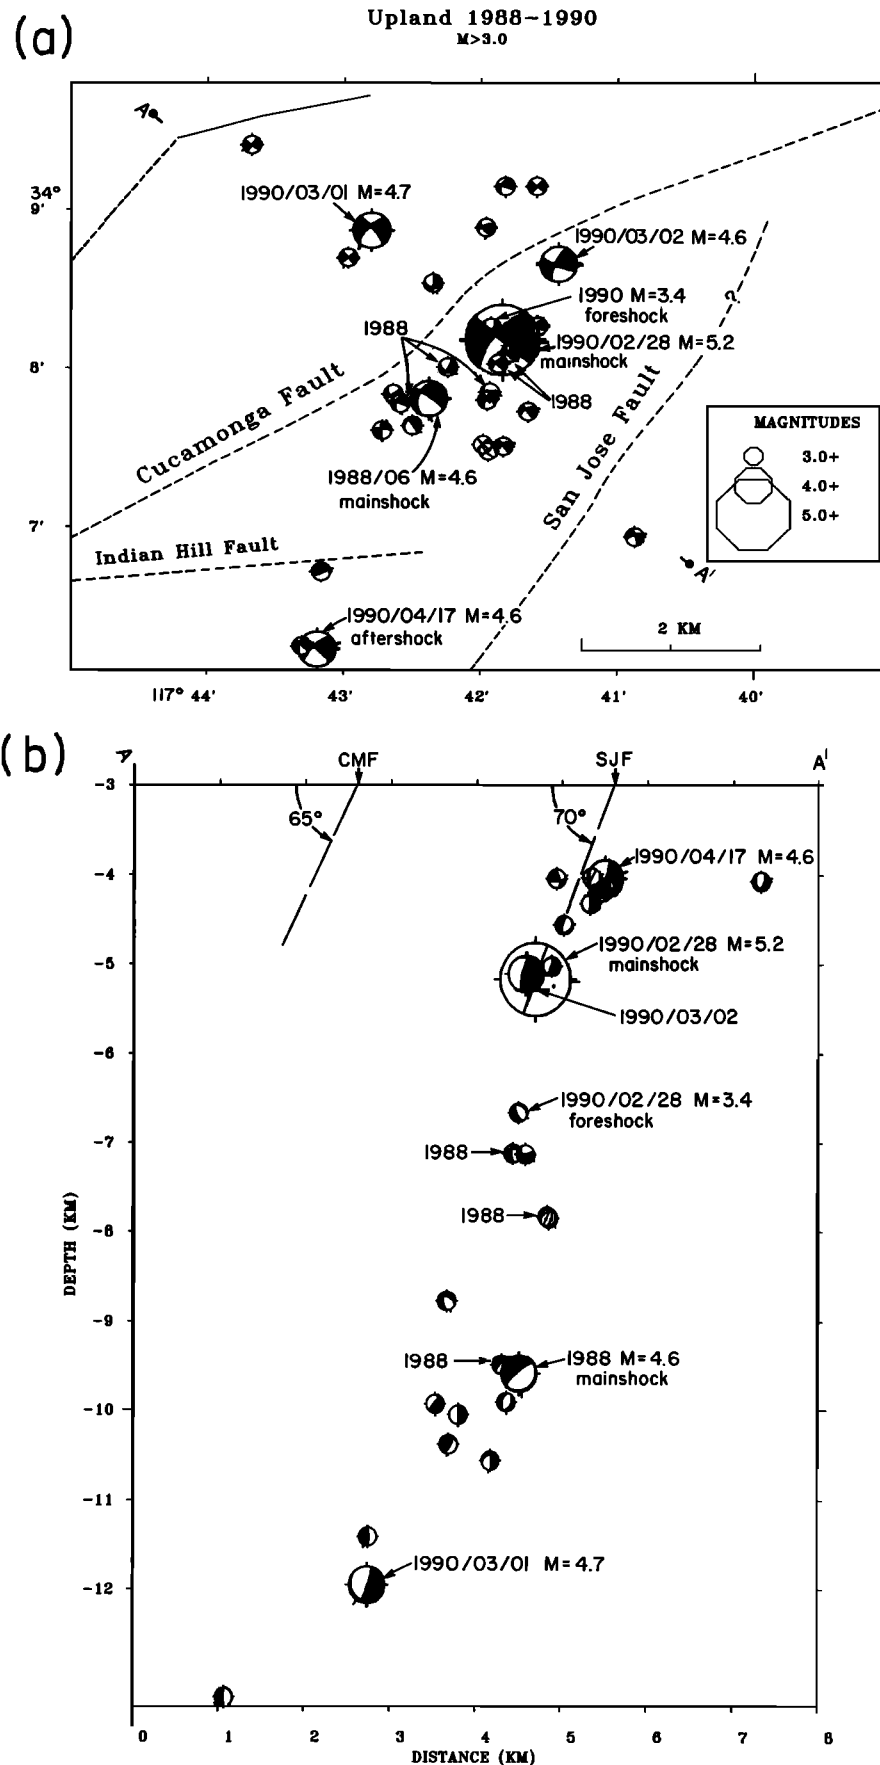 (a)
Upland 1988-1990
M>3.0
A
34°
9'
1990/03/01 M=4.7
1990/03/02 M=4.6
1990 M=3.4
foreshock
?
1988
1990/02/28 M=5.2
mainshock
8'
1988
Cucamonga Fault
San Jose Fault
MAGNITUDES
3.0+
4.0+
5.0+
1988/06 M=4.6
mainshock
7'
Indian Hill Fault
A'
1990/04/17 M=4.6
aftershock
2 KM
117° 44'
43'
42'
41'
40'
(b)
A
CMF
SJF
A'
-3
65°
70°
1990/04/17 M=4.6
-4
1990/02/28 M=5.2
mainshock
-5
1990/03/02
-6
1990/02/28 M=3.4
foreshock
-7
1988
1988
-8
DEPTH (KM)
-9
1988
1988 M=4.6
mainshock
-10
-11
1990/03/01 M=4.7
-12
0
1
2
3
4
5
6
7
8
DISTANCE (KM)